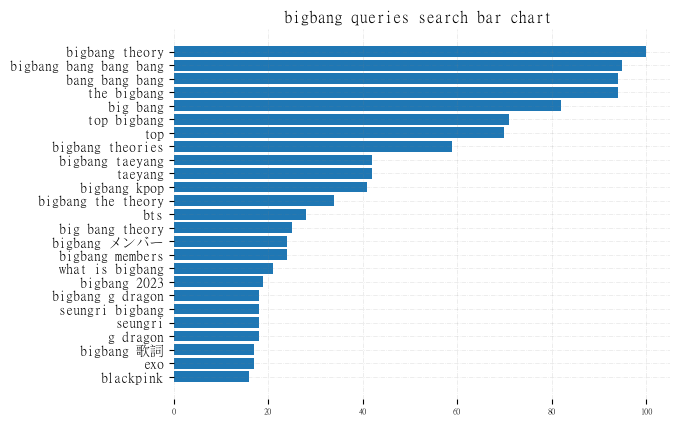 bigbang queries search bar chart
bigbang theory
bigbang bang bang bang
bang bang bang
the bigbang
big bang
top bigbang
top
bigbang theories
bigbang taeyang
taeyang
bigbang kpop
bigbang the theory
bts
big bang theory
bigbang メンバー
bigbang members
what is bigbang
bigbang 2023
bigbang g dragon
seungri bigbang
seungri
g dragon
bigbang 歌詞
exo
blackpink
0 20 40 60 80 100